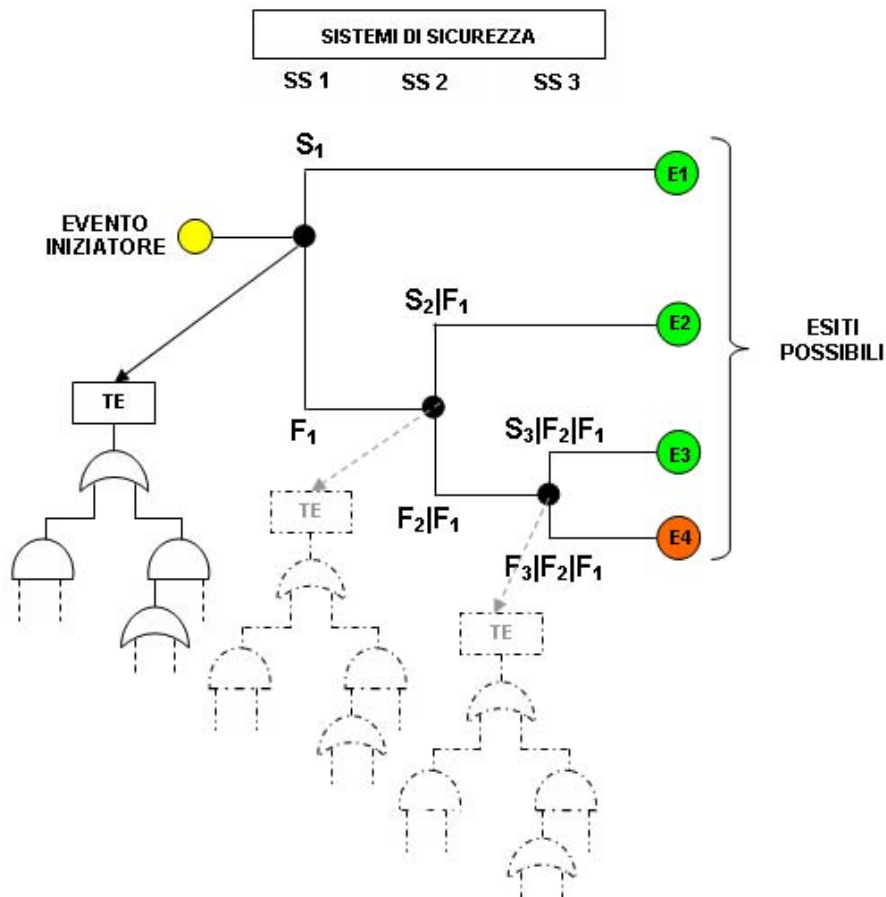 SISTEMI DI SICUREZZA
SS 1 SS 2 SS 3
S₁
E1
EVENTO
INIZIATORE
S₂|F₁
E2
ESITI
POSSIBILI
TE
F₁
S₃|F₂|F₁
E3
TE
F₂|F₁
E4
F₃|F₂|F₁
TE